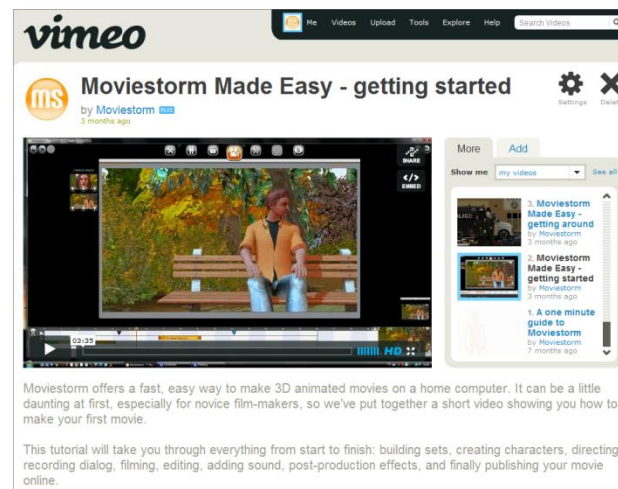 vimeo
Me Videos Upload Tools Explore Help Search Videos
ms
Moviestorm Made Easy - getting started
by Moviestorm PLUS
3 months ago
Settings Delet
SHARE
</>
EMBED
03:35
HD
More Add
Show me my videos See all
3. Moviestorm
Made Easy -
getting around
by Moviestorm
3 months ago
2. Moviestorm
Made Easy -
getting started
by Moviestorm
3 months ago
1. A one minute
guide to
Moviestorm
by Moviestorm
7 months ago
Moviestorm offers a fast, easy way to make 3D animated movies on a home computer. It can be a little
daunting at first, especially for novice film-makers, so we've put together a short video showing you how to
make your first movie.
This tutorial will take you through everything from start to finish: building sets, creating characters, directing
recording dialog, filming, editing, adding sound, post-production effects, and finally publishing your movie
online.